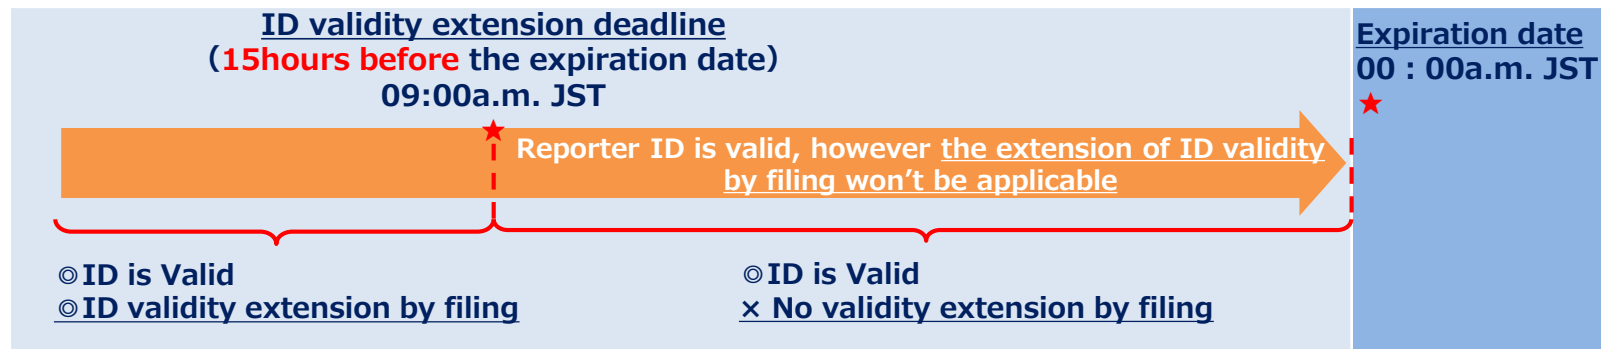 ID validity extension deadline
（15hours before the expiration date）
09:00a.m. JST
Expiration date
00：00a.m. JST
★
★
Reporter ID is valid, however the extension of ID validity
by filing won’t be applicable
◎ID is Valid
◎ID validity extension by filing
◎ID is Valid
× No validity extension by filing